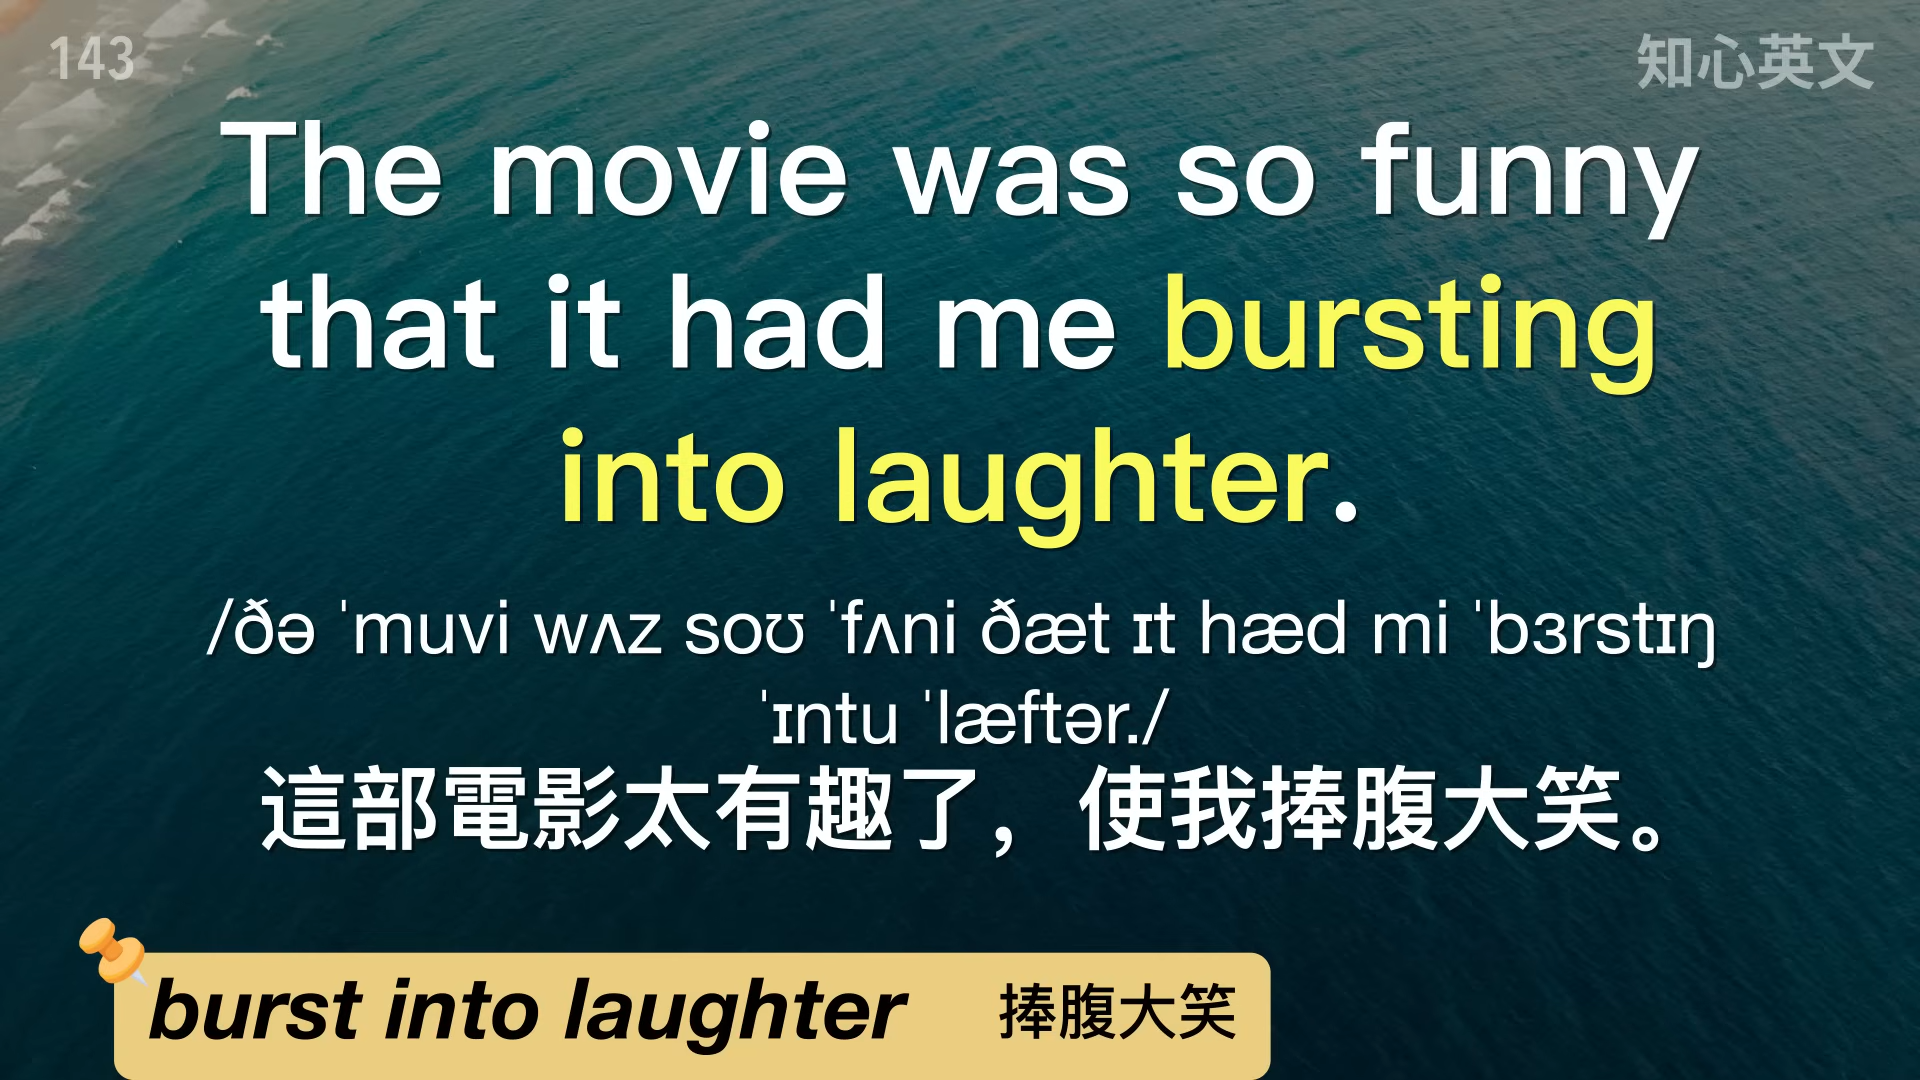 143
知心英文
The movie was so funny
that it had me bursting
into laughter.
/ðə ˈmuvi wʌz soʊ ˈfʌni ðæt ɪt hæd mi ˈbɜrstɪŋ
ˈɪntu ˈlæftər./
這部電影太有趣了，使我捧腹大笑。
burst into laughter 捧腹大笑